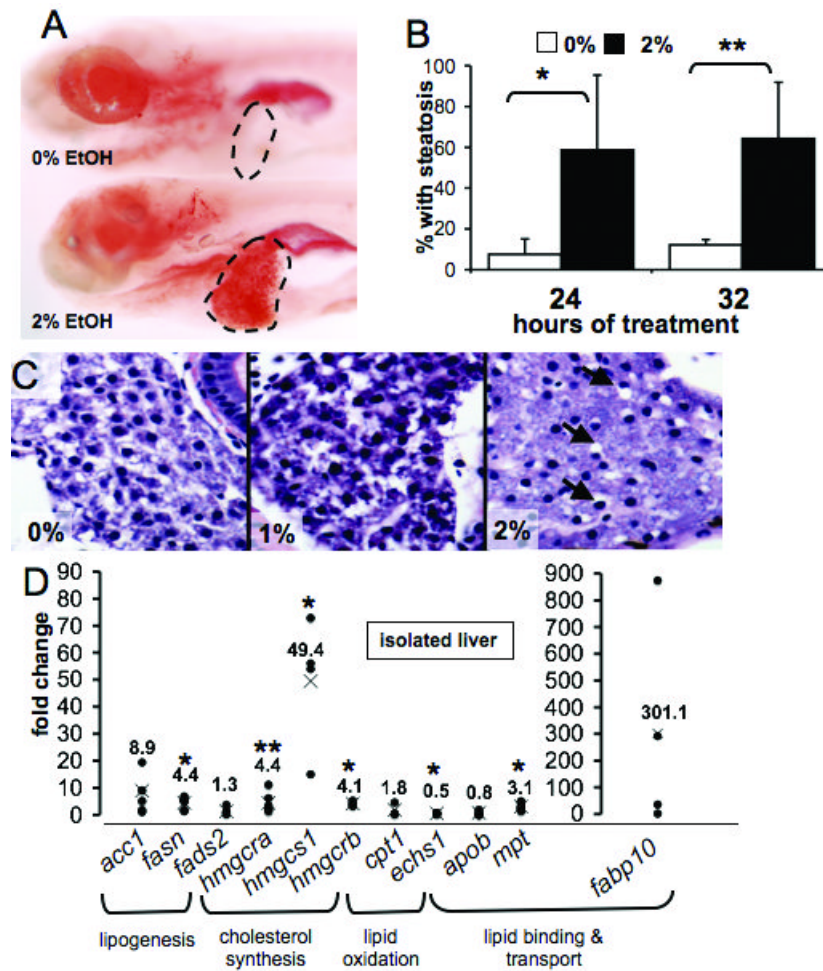 A
0% EtOH
2% EtOH
B
0% 2%
* **
% with steatosis
100
80
60
40
20
0
24 32
hours of treatment
C
0% 1% 2%
D
fold change
90
80
70
60
50
40
30
20
10
0
isolated liver
8.9
*
4.4
1.3
**
4.4
*
49.4
*
4.1
1.8
*
0.5
0.8
*
3.1
900
800
700
600
500
400
300
200
100
0
301.1
acc1 fasn fads2 hmgcra hmgcs1 hmgcrb cpt1 echs1 apob mpt fabp10
lipogenesis
cholesterol
synthesis
lipid
oxidation
lipid binding &
transport